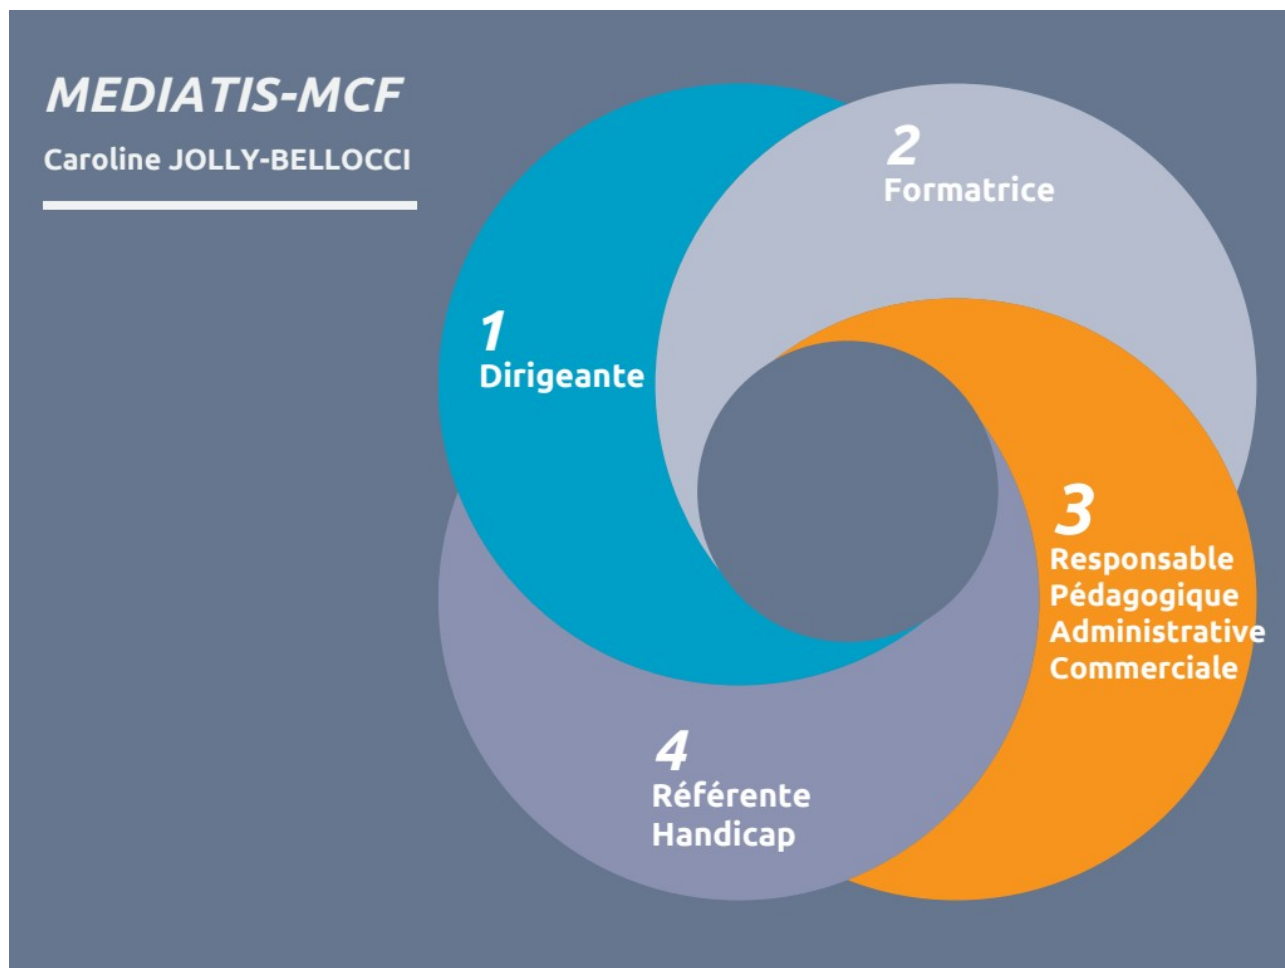 MEDIATIS-MCF
Caroline JOLLY-BELLOCCI
1
Dirigeante
2
Formatrice
3
Responsable
Pédagogique
Administrative
Commerciale
4
Référente
Handicap